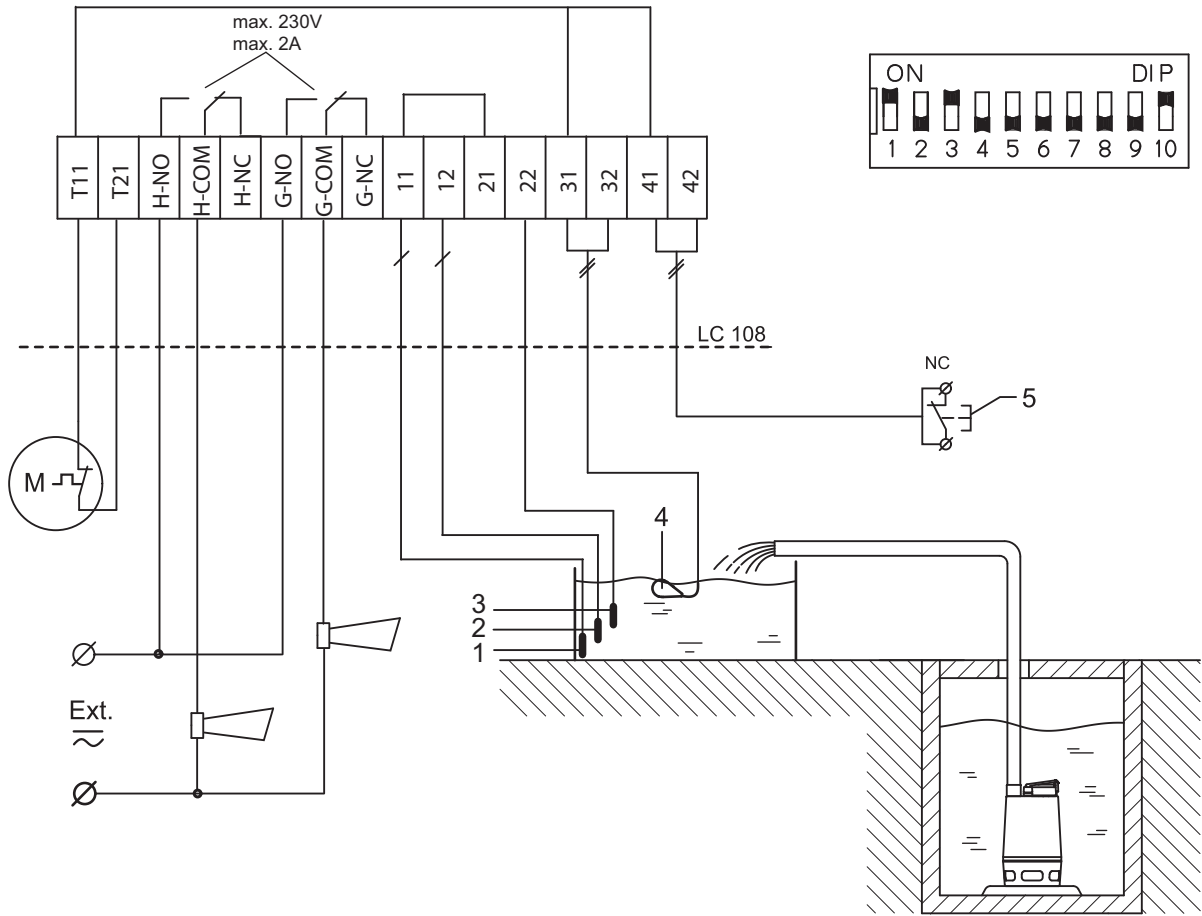 max. 230V
max. 2A
ON DIP
1 2 3 4 5 6 7 8 9 10
T11 T21 H-NO H-COM H-NC G-NO G-COM G-NC 11 12 21 22 31 32 41 42
LC 108
NC
5
M
4
3
2
1
Ext.